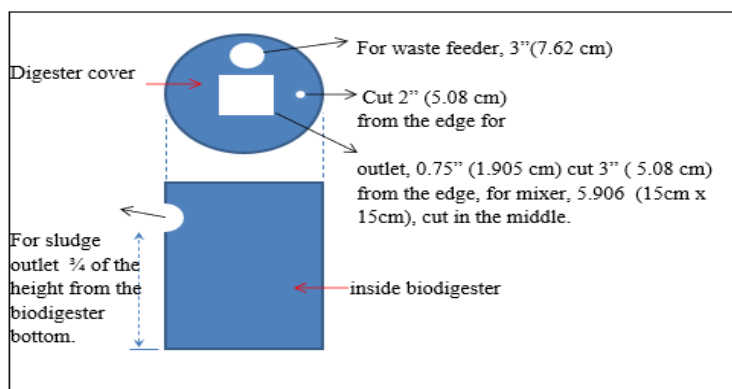 For waste feeder, 3”(7.62 cm)
Digester cover
Cut 2” (5.08 cm)
from the edge for
outlet, 0.75” (1.905 cm) cut 3” ( 5.08 cm)
from the edge, for mixer, 5.906  (15cm x
15cm), cut in the middle.
For sludge
outlet ¾ of the
height from the
biodigester
bottom.
inside biodigester